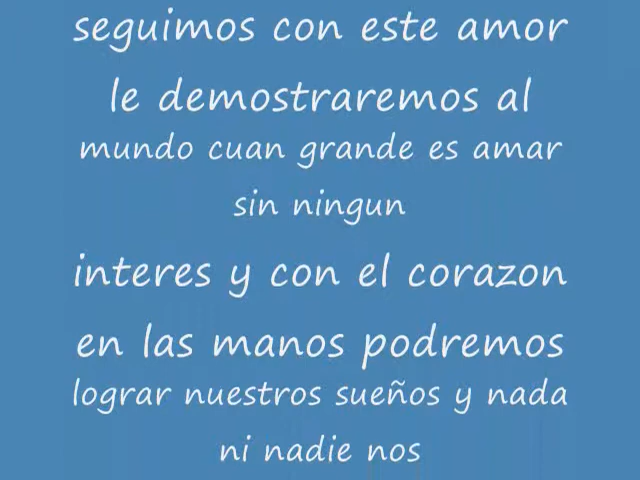 seguimos con este amor
le demostraremos al
mundo cuan grande es amar
sin ningun
interes y con el corazon
en las manos podremos
lograr nuestros sueños y nada
ni nadie nos